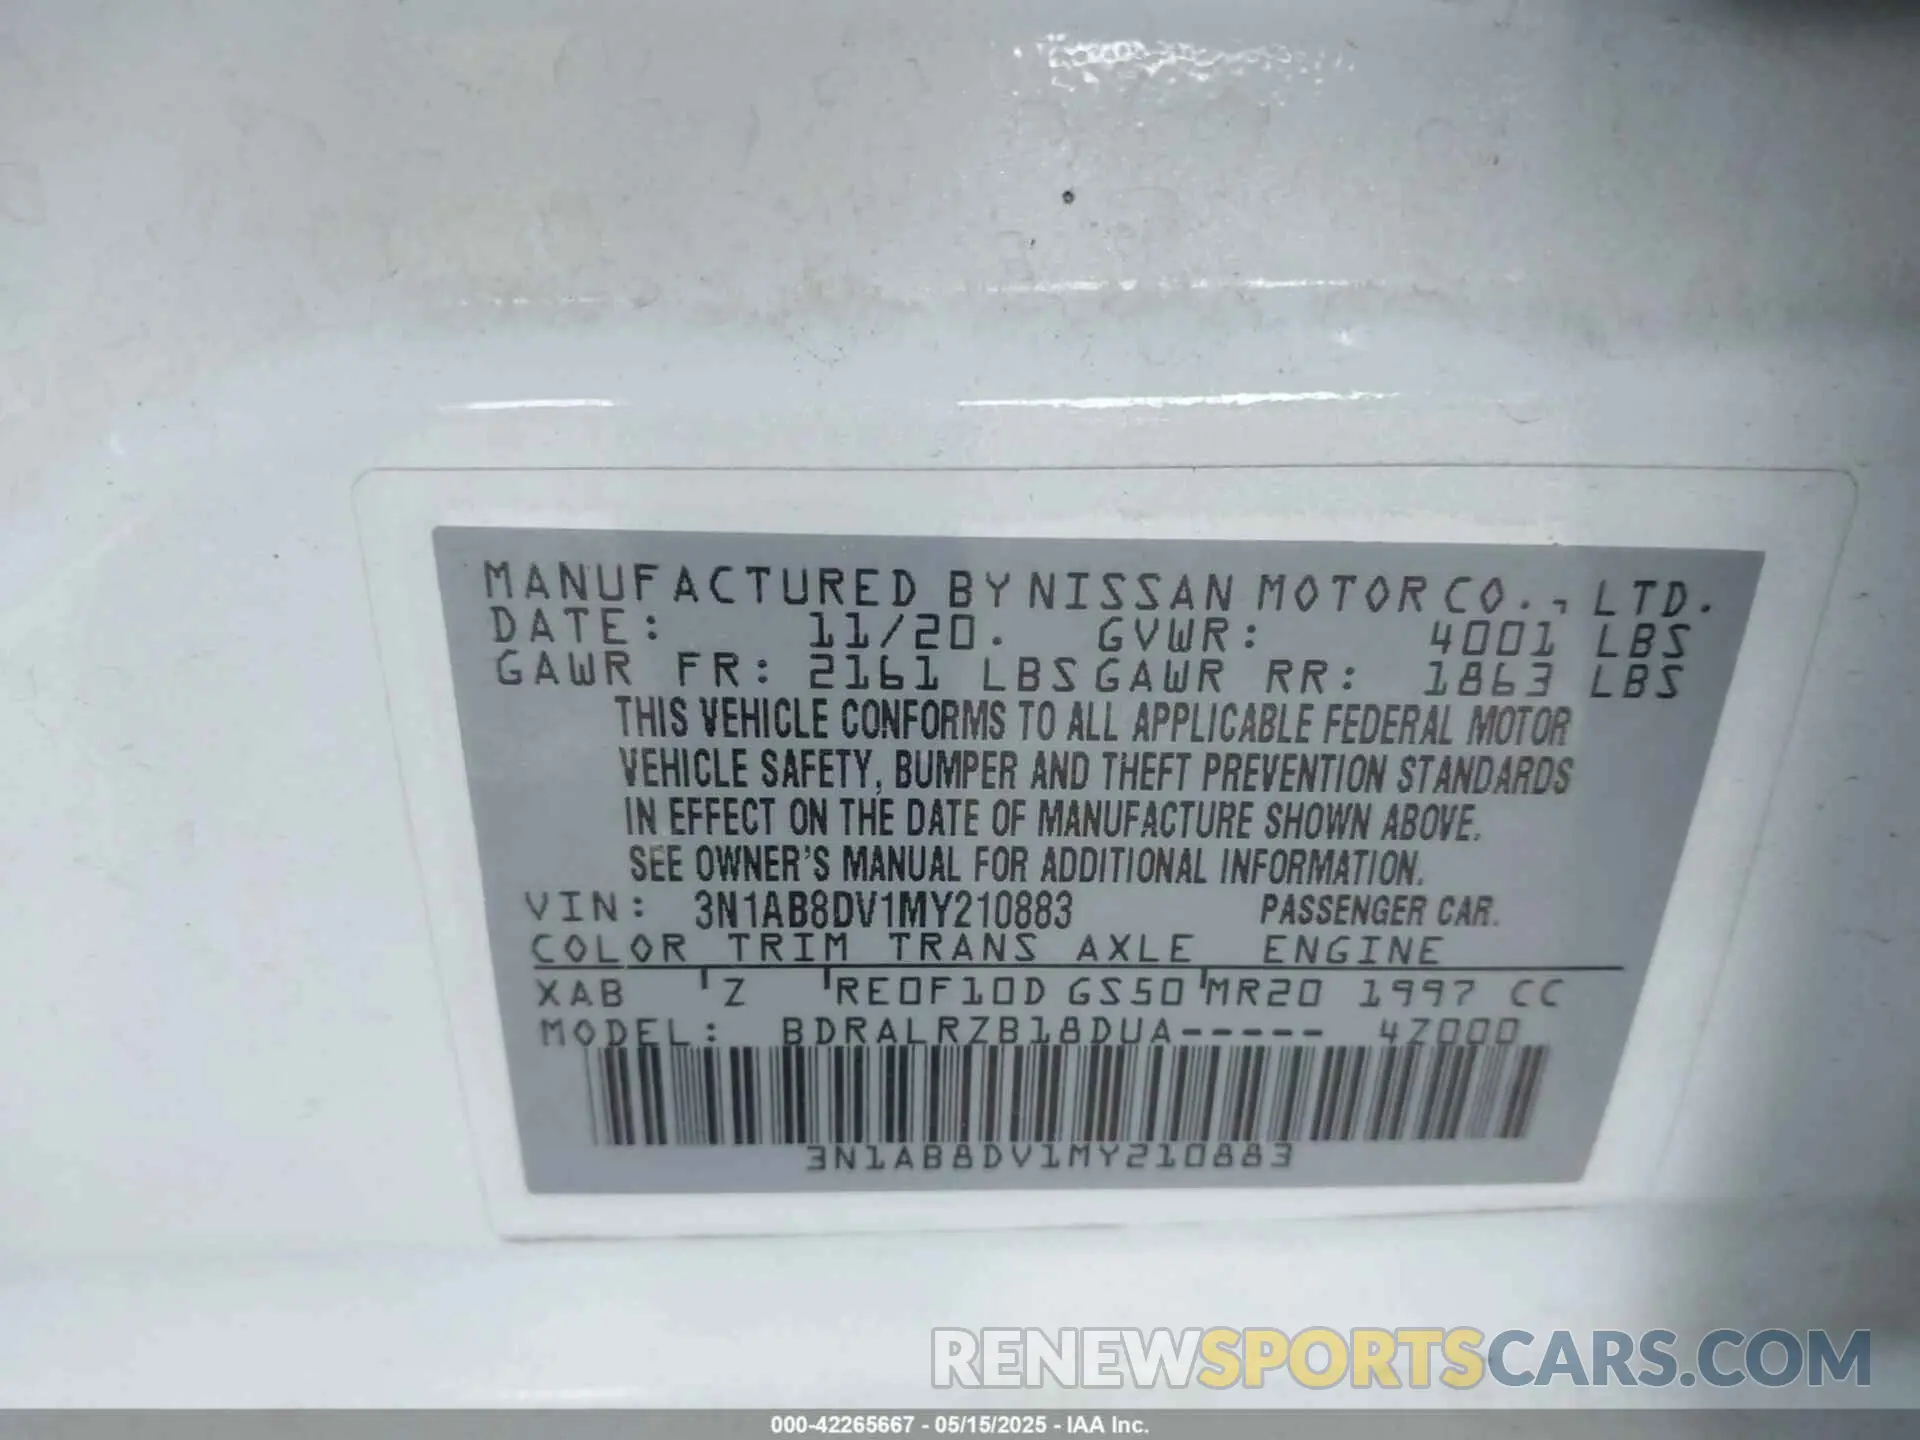 MANUFACTURED BY NISSAN MOTOR CO., LTD.
DATE: 11/20. GVWR: 4001 LBS
GAWR FR: 2161 LBS GAWR RR: 1863 LBS
THIS VEHICLE CONFORMS TO ALL APPLICABLE FEDERAL MOTOR
VEHICLE SAFETY, BUMPER AND THEFT PREVENTION STANDARDS
IN EFFECT ON THE DATE OF MANUFACTURE SHOWN ABOVE.
SEE OWNER'S MANUAL FOR ADDITIONAL INFORMATION.
VIN: 3N1AB8DV1MY210883 PASSENGER CAR.
COLOR TRIM TRANS AXLE ENGINE
XAB Z RE0F10D GS50 MR20 1997 CC
MODEL: BDRALRZB18DUA----- 4Z000
3N1AB8DV1MY210883
RENEWSPORTSCARS.COM
000-42265667 - 05/15/2025 - IAA Inc.